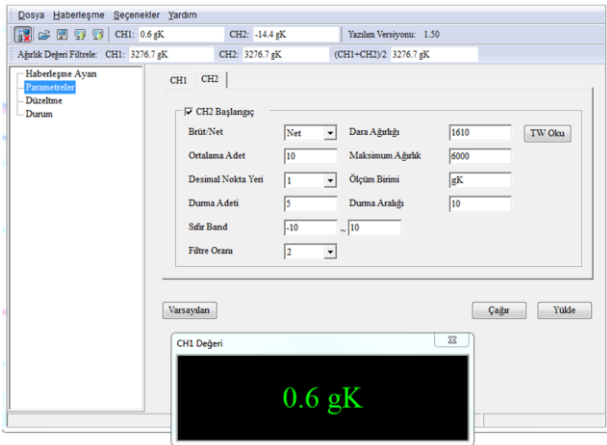 Dosya Haberleşme Seçenekler Yardım
CH1: 0.6 gK CH2: -14.4 gK Yazılım Versiyonu: 1.50
Ağırlık Değeri Filtrele: CH1: 3276.7 gK CH2: 3276.7 gK (CH1+CH2)/2 3276.7 gK
Haberleşme Ayarı
Parametreler
Düzeltme
Durum
CH1 CH2
CH2 Başlangıç
Brüt/Net Net Dara Ağırlığı 1610 TW Oku
Ortalama Adet 10 Maksimum Ağırlık 6000
Desimal Nokta Yeri 1 Ölçüm Birimi gK
Durma Adeti 5 Durma Aralığı 10
Sıfır Band -10 ~ 10
Filtre Oranı 2
Varsayılan Çağır Yükle
CH1 Değeri
0.6 gK